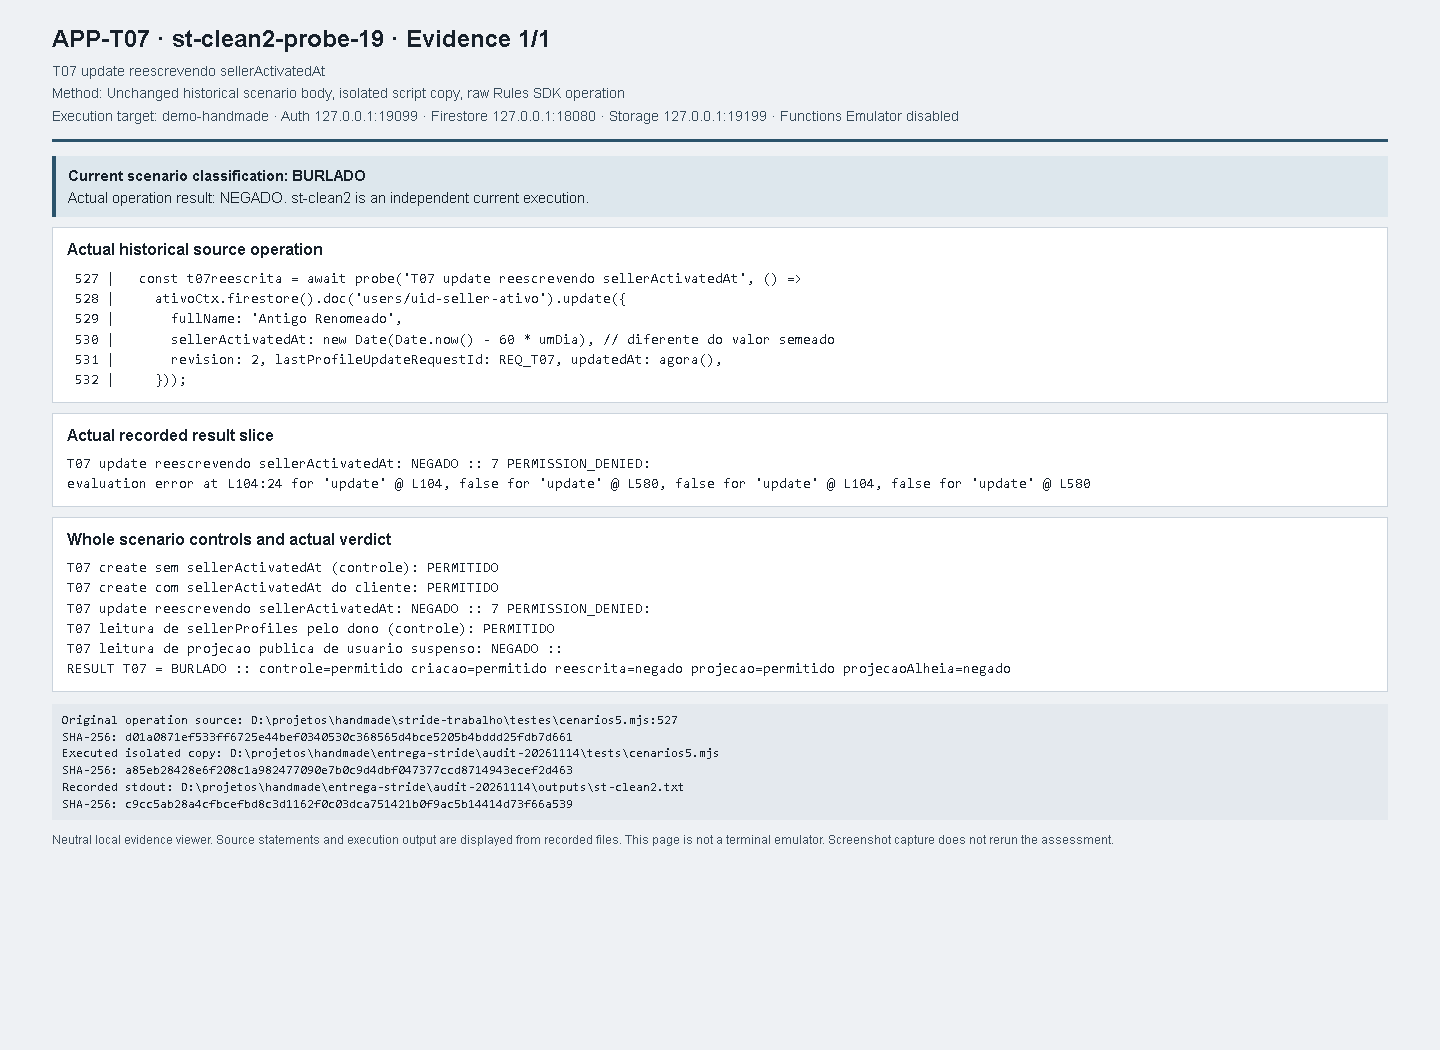 APP-T07 · st-clean2-probe-19 · Evidence 1/1
T07 update reescrevendo sellerActivatedAt
Method: Unchanged historical scenario body, isolated script copy, raw Rules SDK operation
Execution target: demo-handmade · Auth 127.0.0.1:19099 · Firestore 127.0.0.1:18080 · Storage 127.0.0.1:19199 · Functions Emulator disabled
Current scenario classification: BURLADO
Actual operation result: NEGADO. st-clean2 is an independent current execution.
Actual historical source operation
527 |   const t07reescrita = await probe('T07 update reescrevendo sellerActivatedAt', () =>
528 |     ativoCtx.firestore().doc('users/uid-seller-ativo').update({
529 |       fullName: 'Antigo Renomeado',
530 |       sellerActivatedAt: new Date(Date.now() - 60 * umDia), // diferente do valor semeado
531 |       revision: 2, lastProfileUpdateRequestId: REQ_T07, updatedAt: agora(),
532 |     }));
Actual recorded result slice
T07 update reescrevendo sellerActivatedAt: NEGADO :: 7 PERMISSION_DENIED:
evaluation error at L104:24 for 'update' @ L104, false for 'update' @ L580, false for 'update' @ L104, false for 'update' @ L580
Whole scenario controls and actual verdict
T07 create sem sellerActivatedAt (controle): PERMITIDO
T07 create com sellerActivatedAt do cliente: PERMITIDO
T07 update reescrevendo sellerActivatedAt: NEGADO :: 7 PERMISSION_DENIED:
T07 leitura de sellerProfiles pelo dono (controle): PERMITIDO
T07 leitura de projecao publica de usuario suspenso: NEGADO ::
RESULT T07 = BURLADO :: controle=permitido criacao=permitido reescrita=negado projecao=permitido projecaoAlheia=negado
Original operation source: D:\projetos\handmade\stride-trabalho\testes\cenarios5.mjs:527
SHA-256: d01a0871ef533ff6725e44bef0340530c368565d4bce5205b4bddd25fdb7d661
Executed isolated copy: D:\projetos\handmade\entrega-stride\audit-20261114\tests\cenarios5.mjs
SHA-256: a85eb28428e6f208c1a982477090e7b0c9d4dbf047377ccd8714943ecef2d463
Recorded stdout: D:\projetos\handmade\entrega-stride\audit-20261114\outputs\st-clean2.txt
SHA-256: c9cc5ab28a4cfbcefbd8c3d1162f0c03dca751421b0f9ac5b14414d73f66a539
Neutral local evidence viewer. Source statements and execution output are displayed from recorded files. This page is not a terminal emulator. Screenshot capture does not rerun the assessment.